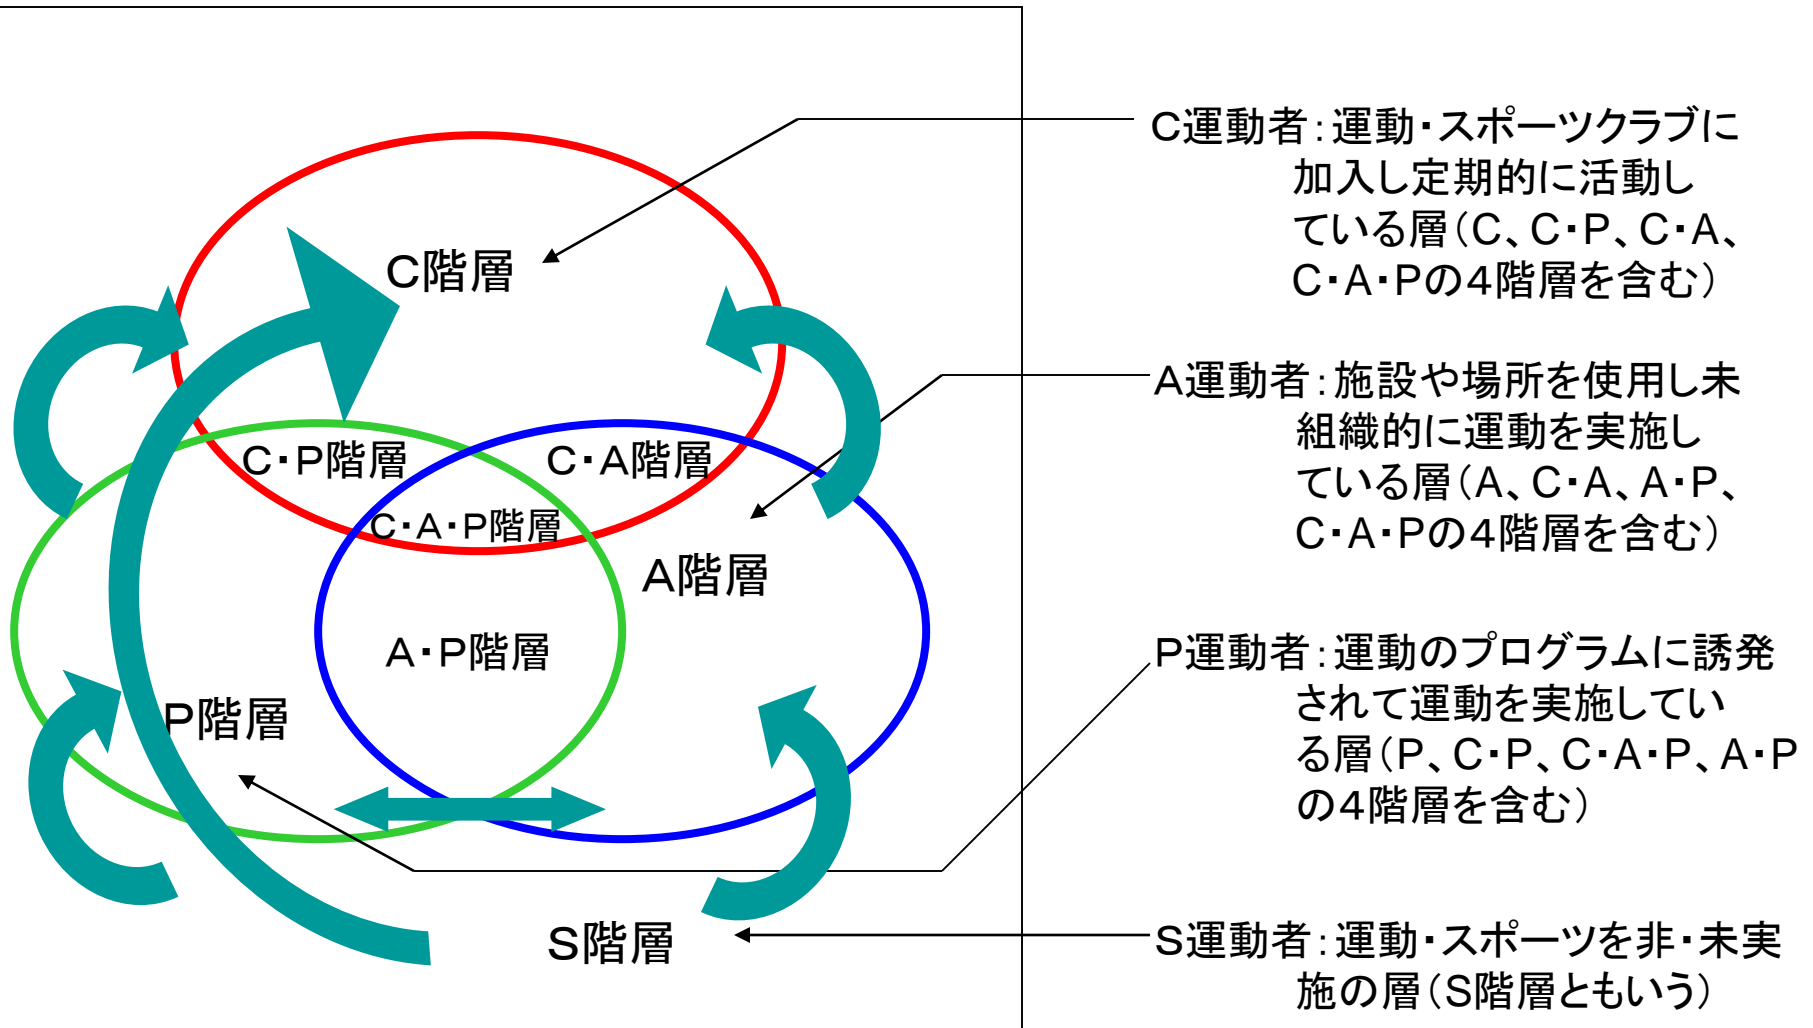 C階層
C・P階層
C・A階層
C・A・P階層
A階層
A・P階層
P階層
S階層
C運動者：運動・スポーツクラブに
加入し定期的に活動し
ている層（C、C・P、C・A、
C・A・Pの４階層を含む）
A運動者：施設や場所を使用し未
組織的に運動を実施し
ている層（A、C・A、A・P、
C・A・Pの４階層を含む）
P運動者：運動のプログラムに誘発
されて運動を実施してい
る層（P、C・P、C・A・P、A・P
の４階層を含む）
S運動者：運動・スポーツを非・未実
施の層（S階層ともいう）